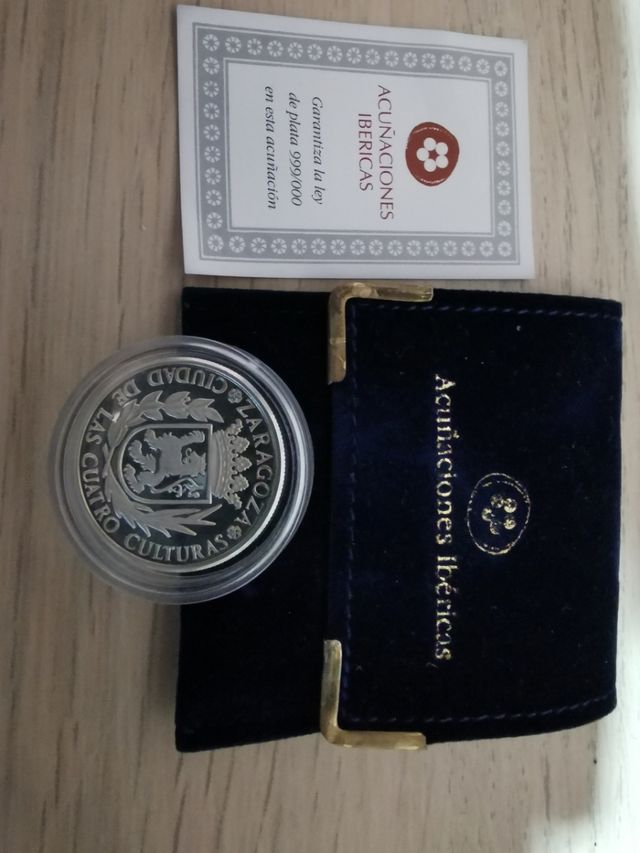 ACUÑACIONES
IBERICAS
Garantiza la ley
de plata 999/000
en esta acuñación
Acuñaciones Ibéricas
ZARAGOZA
CIUDAD DE LAS CUATRO CULTURAS